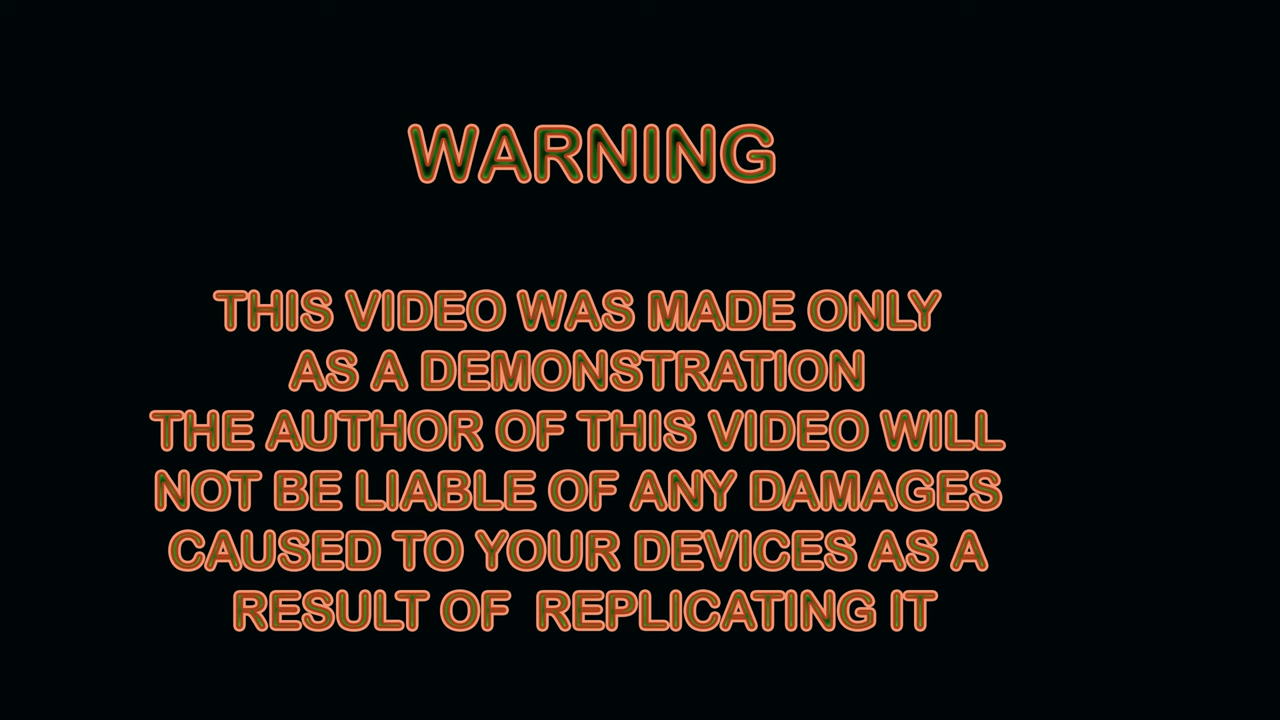 WARNING
THIS VIDEO WAS MADE ONLY
AS A DEMONSTRATION
THE AUTHOR OF THIS VIDEO WILL
NOT BE LIABLE OF ANY DAMAGES
CAUSED TO YOUR DEVICES AS A
RESULT OF  REPLICATING IT